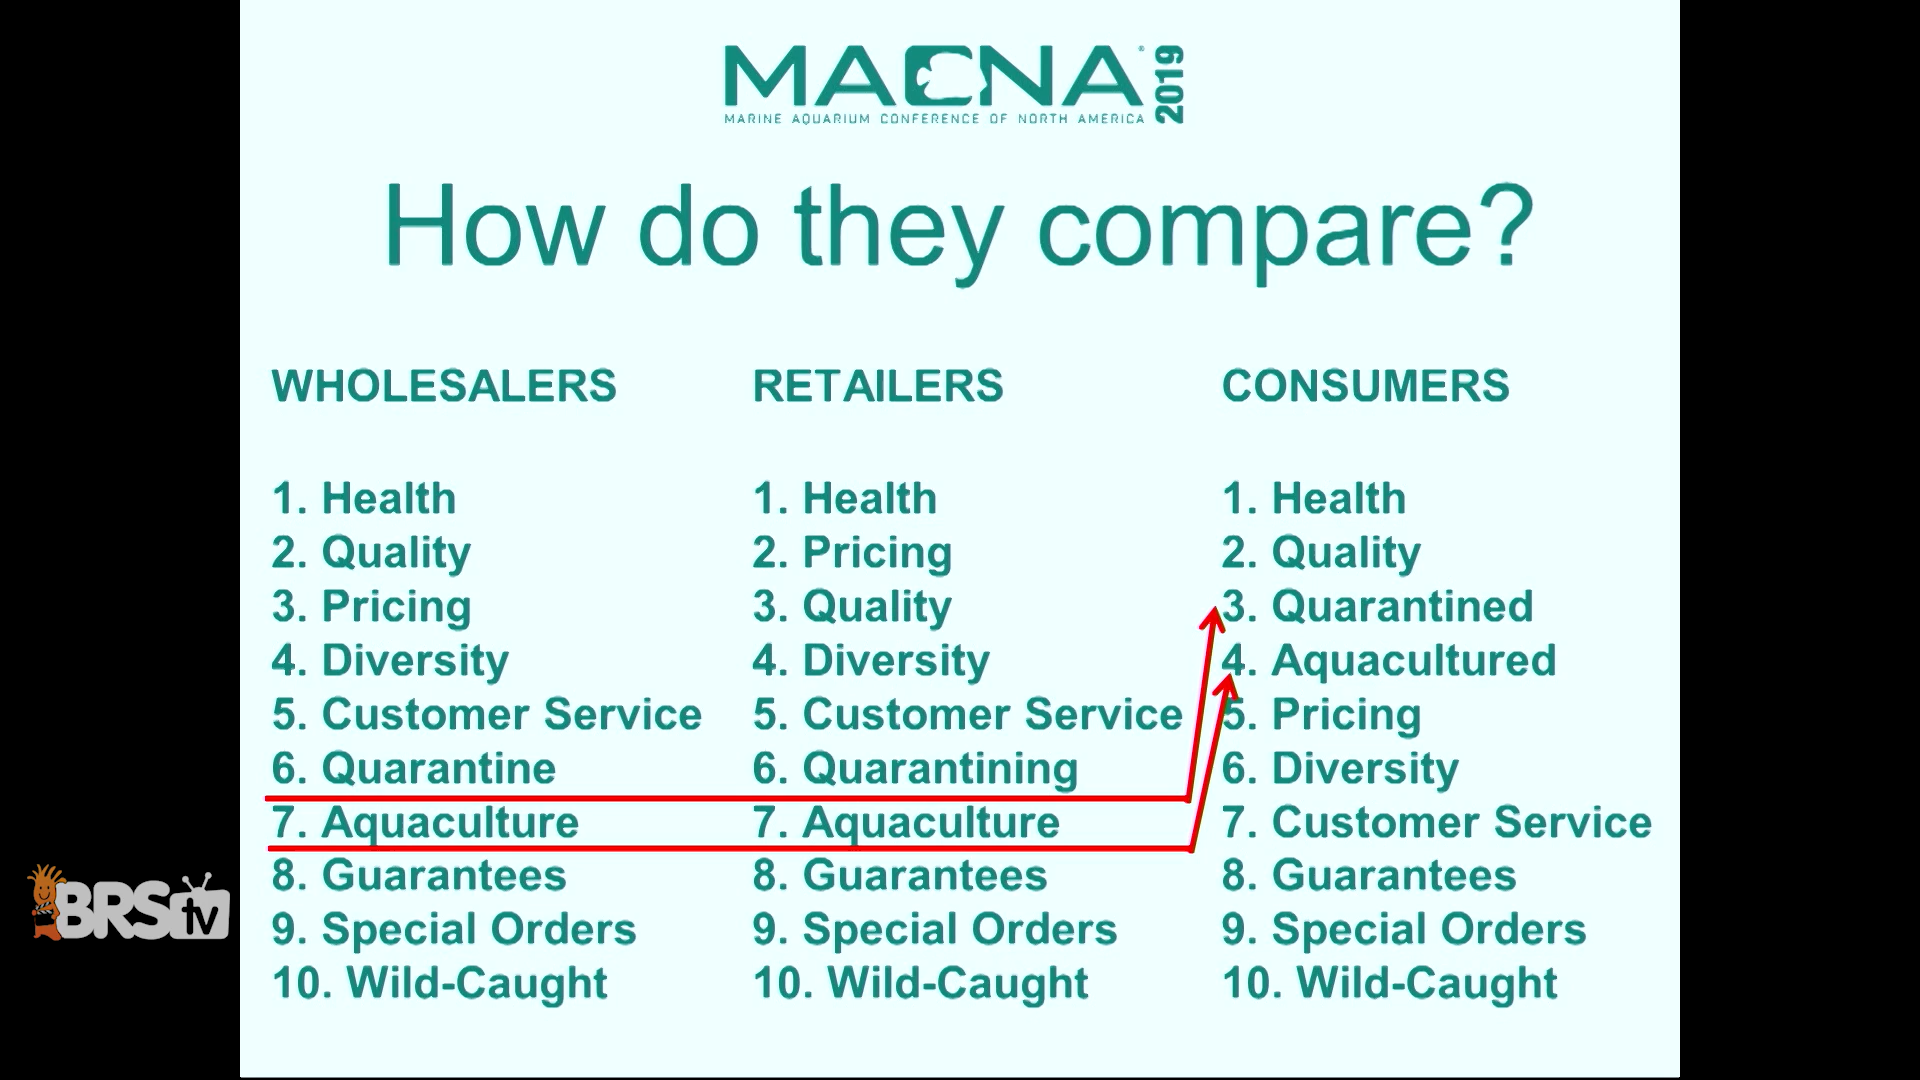 MACNA® 2019
MARINE AQUARIUM CONFERENCE OF NORTH AMERICA
How do they compare?
WHOLESALERS
1. Health
2. Quality
3. Pricing
4. Diversity
5. Customer Service
6. Quarantine
7. Aquaculture
8. Guarantees
9. Special Orders
10. Wild-Caught
RETAILERS
1. Health
2. Pricing
3. Quality
4. Diversity
5. Customer Service
6. Quarantining
7. Aquaculture
8. Guarantees
9. Special Orders
10. Wild-Caught
CONSUMERS
1. Health
2. Quality
3. Quarantined
4. Aquacultured
5. Pricing
6. Diversity
7. Customer Service
8. Guarantees
9. Special Orders
10. Wild-Caught
BRStv